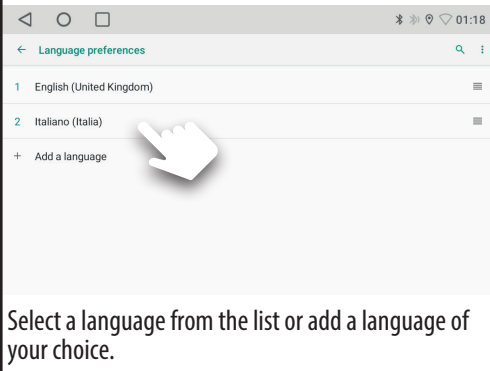 01:18
Language preferences
1 English (United Kingdom)
2 Italiano (Italia)
+ Add a language
Select a language from the list or add a language of
your choice.